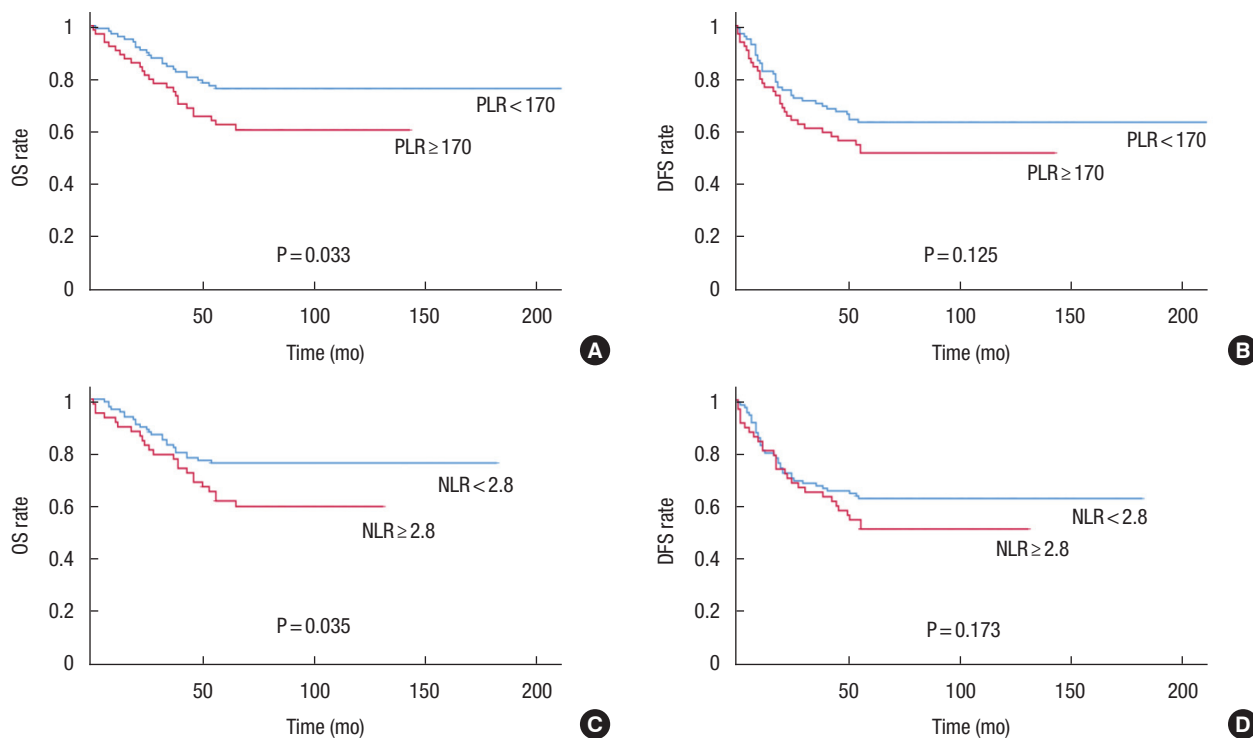 1
0.8
0.6
0.4
0.2
0
OS rate
PLR < 170
PLR ≥ 170
P = 0.033
50 100 150 200
Time (mo)
A
1
0.8
0.6
0.4
0.2
0
DFS rate
PLR < 170
PLR ≥ 170
P = 0.125
50 100 150 200
Time (mo)
B
1
0.8
0.6
0.4
0.2
0
OS rate
NLR < 2.8
NLR ≥ 2.8
P = 0.035
50 100 150 200
Time (mo)
C
1
0.8
0.6
0.4
0.2
0
DFS rate
NLR < 2.8
NLR ≥ 2.8
P = 0.173
50 100 150 200
Time (mo)
D